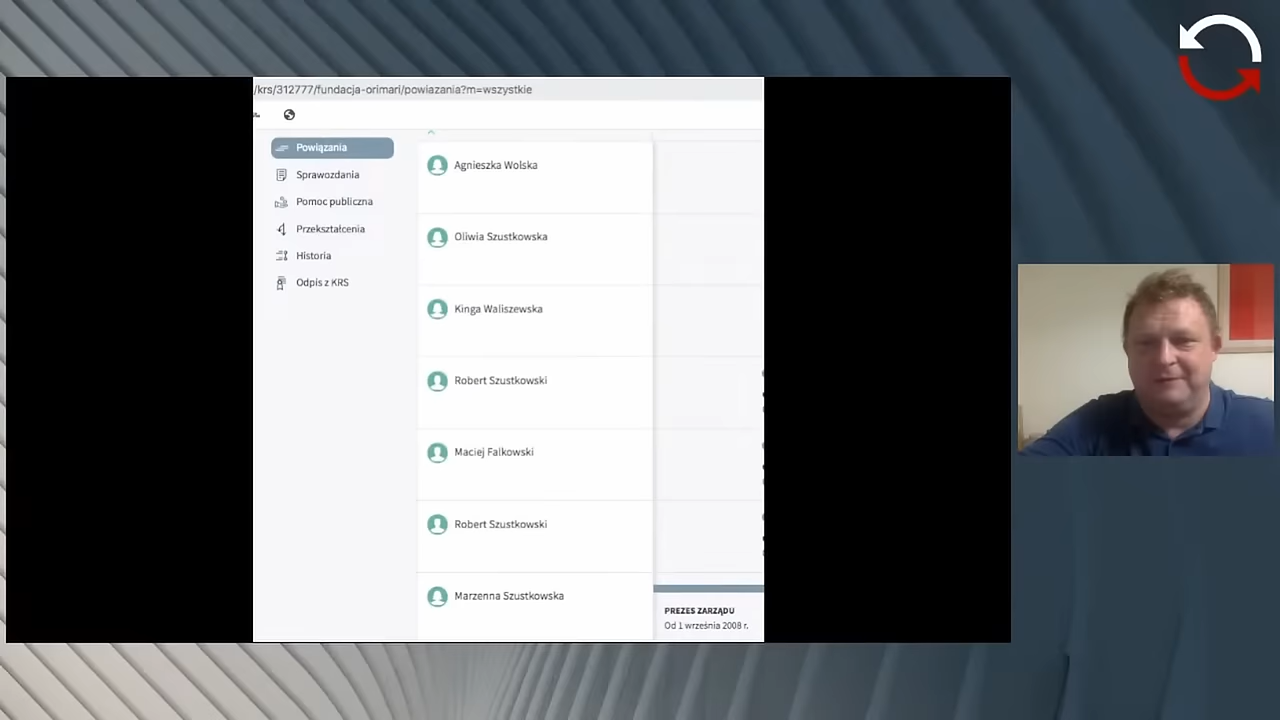 /krs/312777/fundacja-orimari/powiazania?m=wszystkie
Powiązania
Sprawozdania
Pomoc publiczna
Przekształcenia
Historia
Odpis z KRS
Agnieszka Wolska
Oliwia Szustkowska
Kinga Waliszewska
Robert Szustkowski
Maciej Falkowski
Robert Szustkowski
Marzenna Szustkowska
PREZES ZARZĄDU
Od 1 września 2008 r.